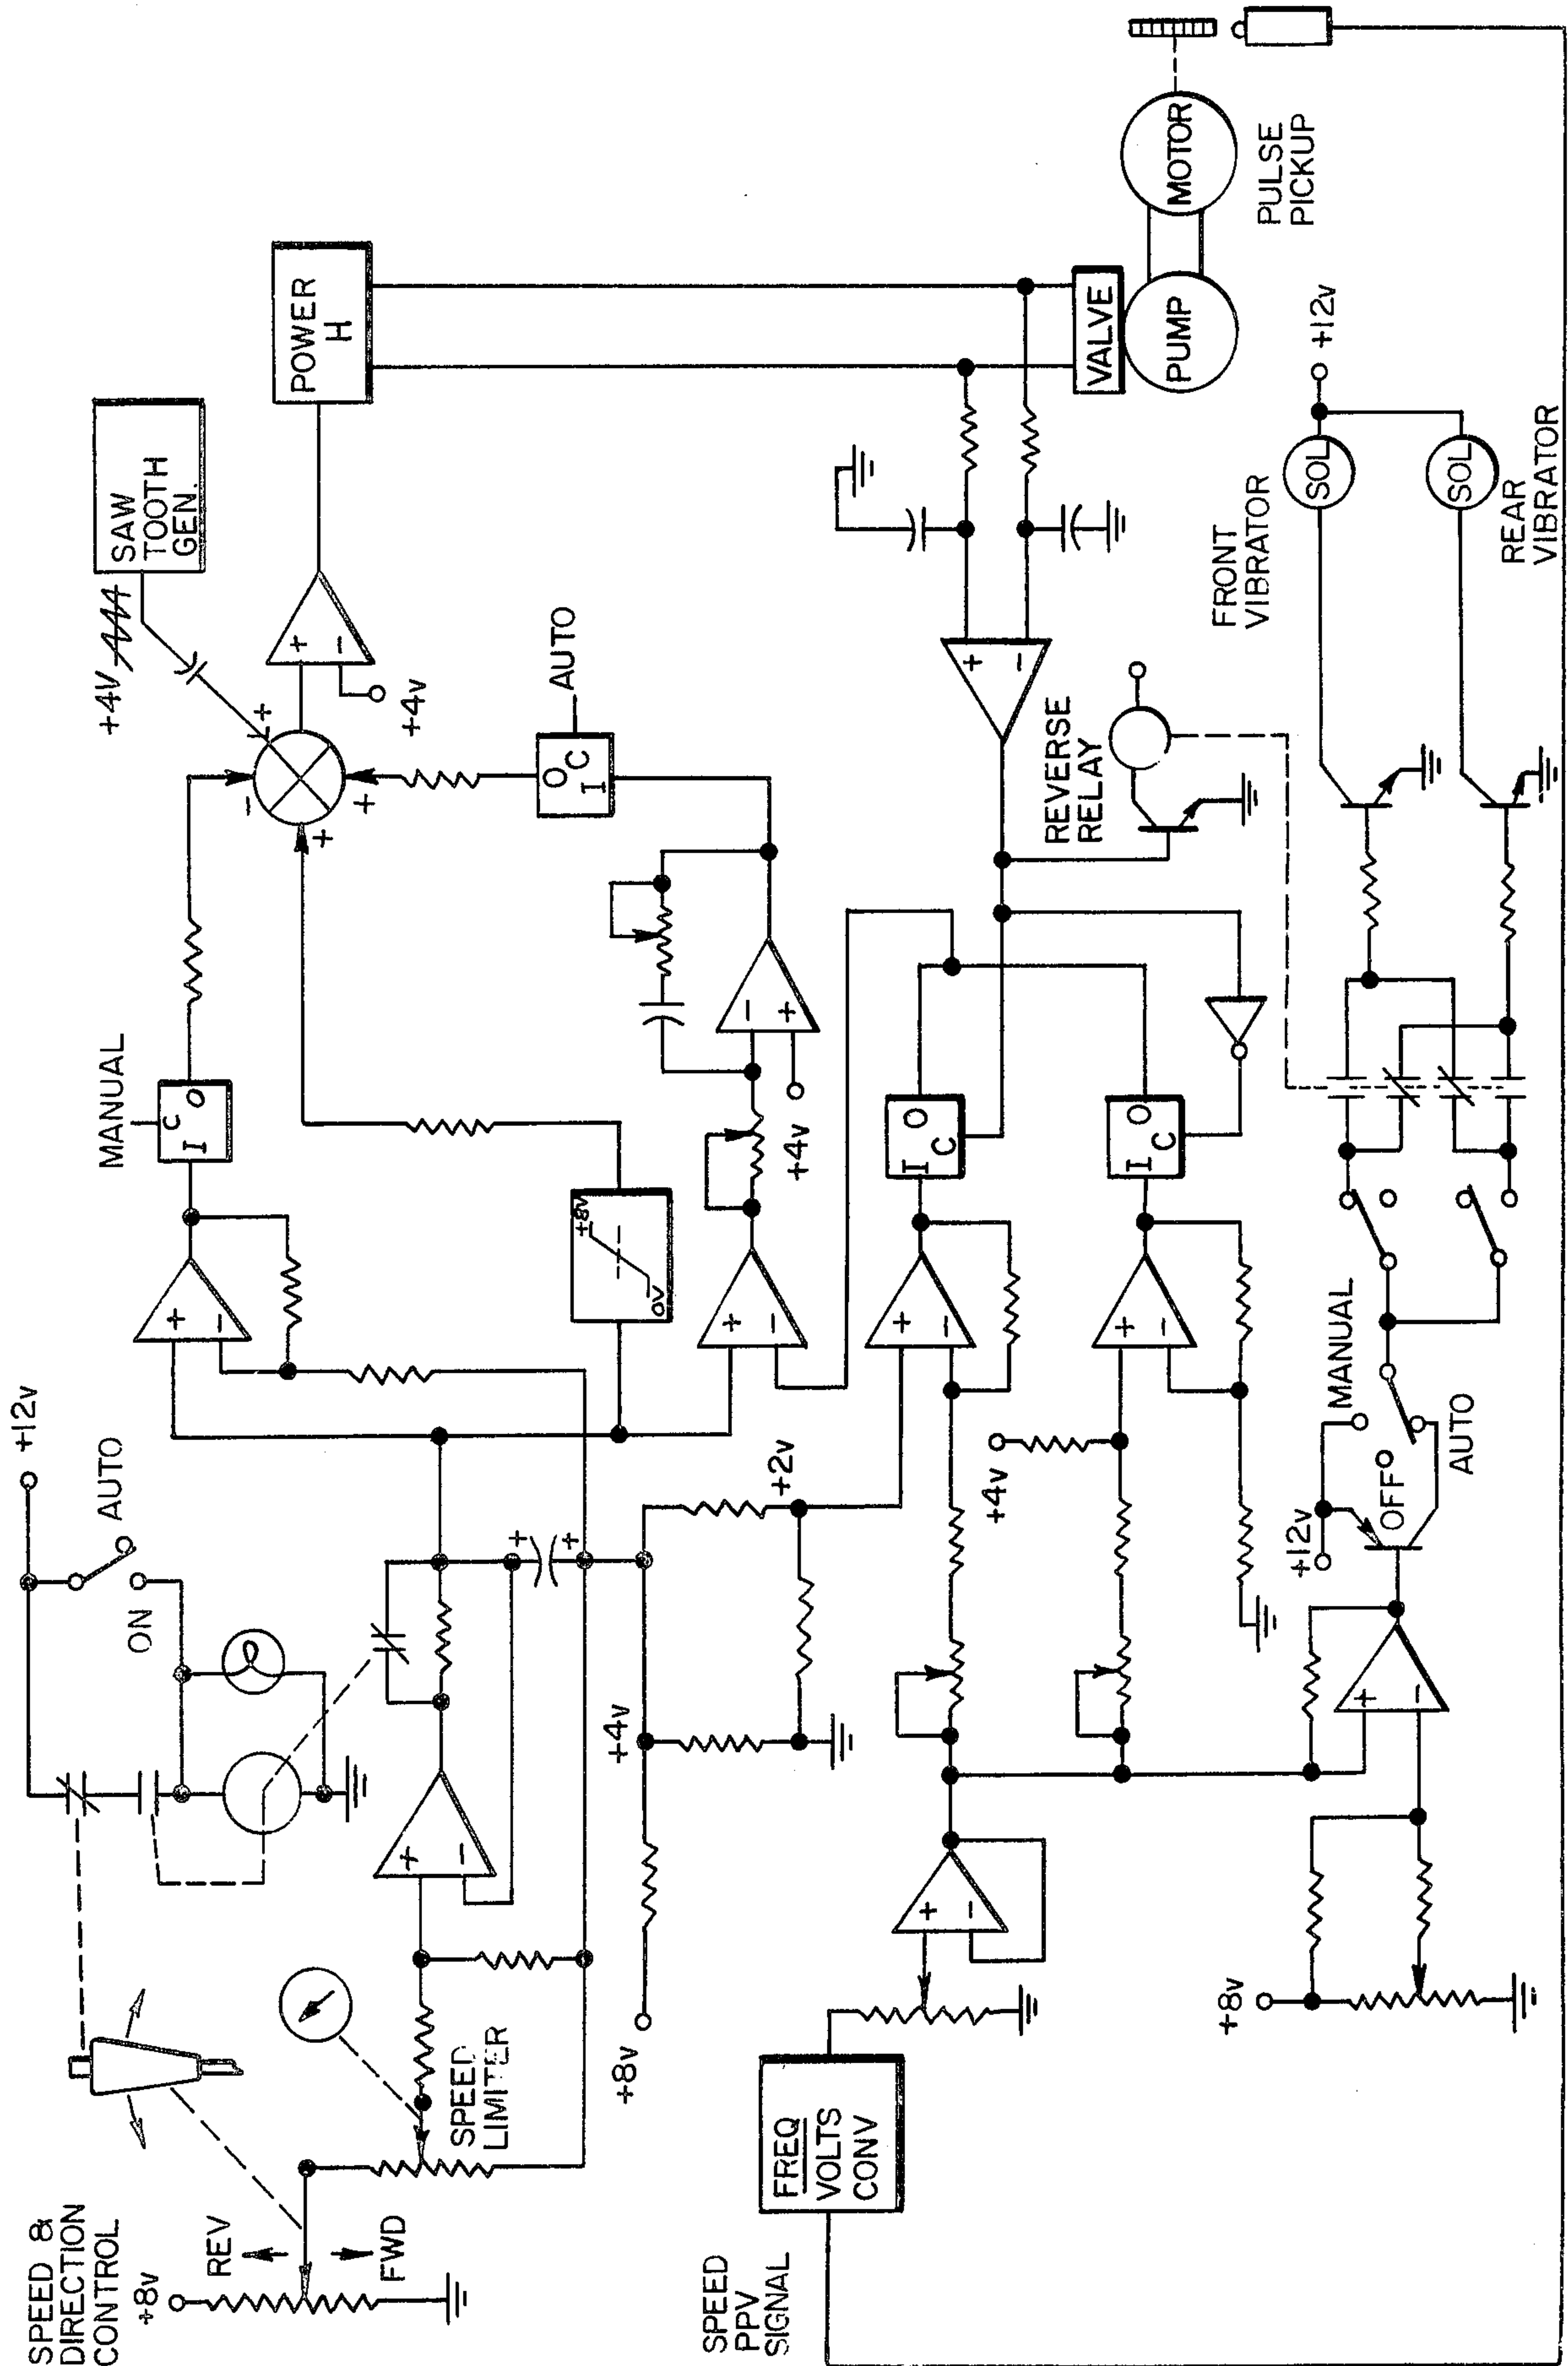 SPEED &
DIRECTION
CONTROL
+8v
REV
FWD
SPEED
LIMITER
+12v
AUTO
ON
+
−
+
+
+8v
+4v
+2v
+
−
MANUAL
C
I
O
+8V
0V
+4V
SAW
TOOTH
GEN.
−
+
+
+
+
−
+4v
POWER
H
AUTO
O
C
I
+
−
−
+
+4v
SPEED
PPV
SIGNAL
FREQ
VOLTS
CONV
+
−
+
−
I
O
C
+4v
+
−
I
O
C
+
−
REVERSE
RELAY
VALVE
PUMP
MOTOR
PULSE
PICKUP
+8v
+
−
+12v
OFF
MANUAL
AUTO
FRONT
VIBRATOR
SOL
+12v
SOL
REAR
VIBRATOR